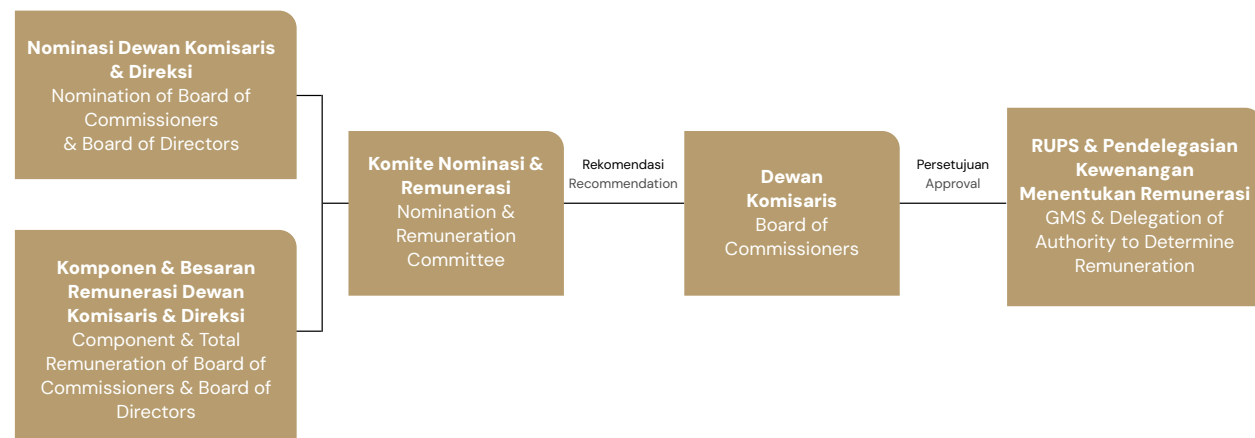 Nominasi Dewan Komisaris
& Direksi
Nomination of Board of
Commissioners
& Board of Directors
Komponen & Besaran
Remunerasi Dewan
Komisaris & Direksi
Component & Total
Remuneration of Board of
Commissioners & Board of
Directors
Komite Nominasi &
Remunerasi
Nomination &
Remuneration
Committee
Rekomendasi
Recommendation
Dewan
Komisaris
Board of
Commissioners
Persetujuan
Approval
RUPS & Pendelegasian
Kewenangan
Menentukan Remunerasi
GMS & Delegation of
Authority to Determine
Remuneration